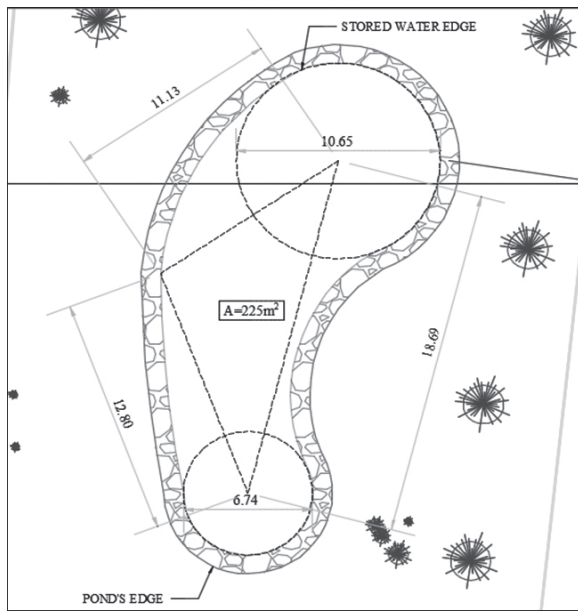 STORED WATER EDGE
11.13
10.65
A=225m²
18.69
12.80
6.74
POND'S EDGE